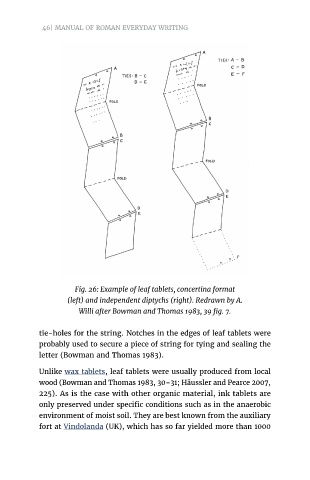 46| MANUAL OF ROMAN EVERYDAY WRITING
A
TIES: B – C
D – E
FOLD
B
C
FOLD
D
E
A
TIES: A – B
C – D
E – F
FOLD
B
C
FOLD
D
E
F
Fig. 26: Example of leaf tablets, concertina format
(left) and independent diptychs (right). Redrawn by A.
Willi after Bowman and Thomas 1983, 39 fig. 7.
tie-holes for the string. Notches in the edges of leaf tablets were
probably used to secure a piece of string for tying and sealing the
letter (Bowman and Thomas 1983).
Unlike wax tablets, leaf tablets were usually produced from local
wood (Bowman and Thomas 1983, 30–31; Häussler and Pearce 2007,
225). As is the case with other organic material, ink tablets are
only preserved under specific conditions such as in the anaerobic
environment of moist soil. They are best known from the auxiliary
fort at Vindolanda (UK), which has so far yielded more than 1000